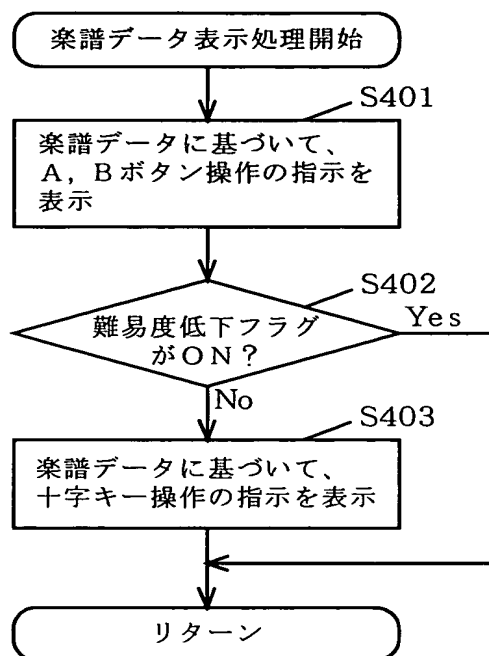 楽譜データ表示処理開始
S401
楽譜データに基づいて、
A，Bボタン操作の指示を
表示
S402
難易度低下フラグ
がON？
Yes
No
S403
楽譜データに基づいて、
十字キー操作の指示を表示
リターン